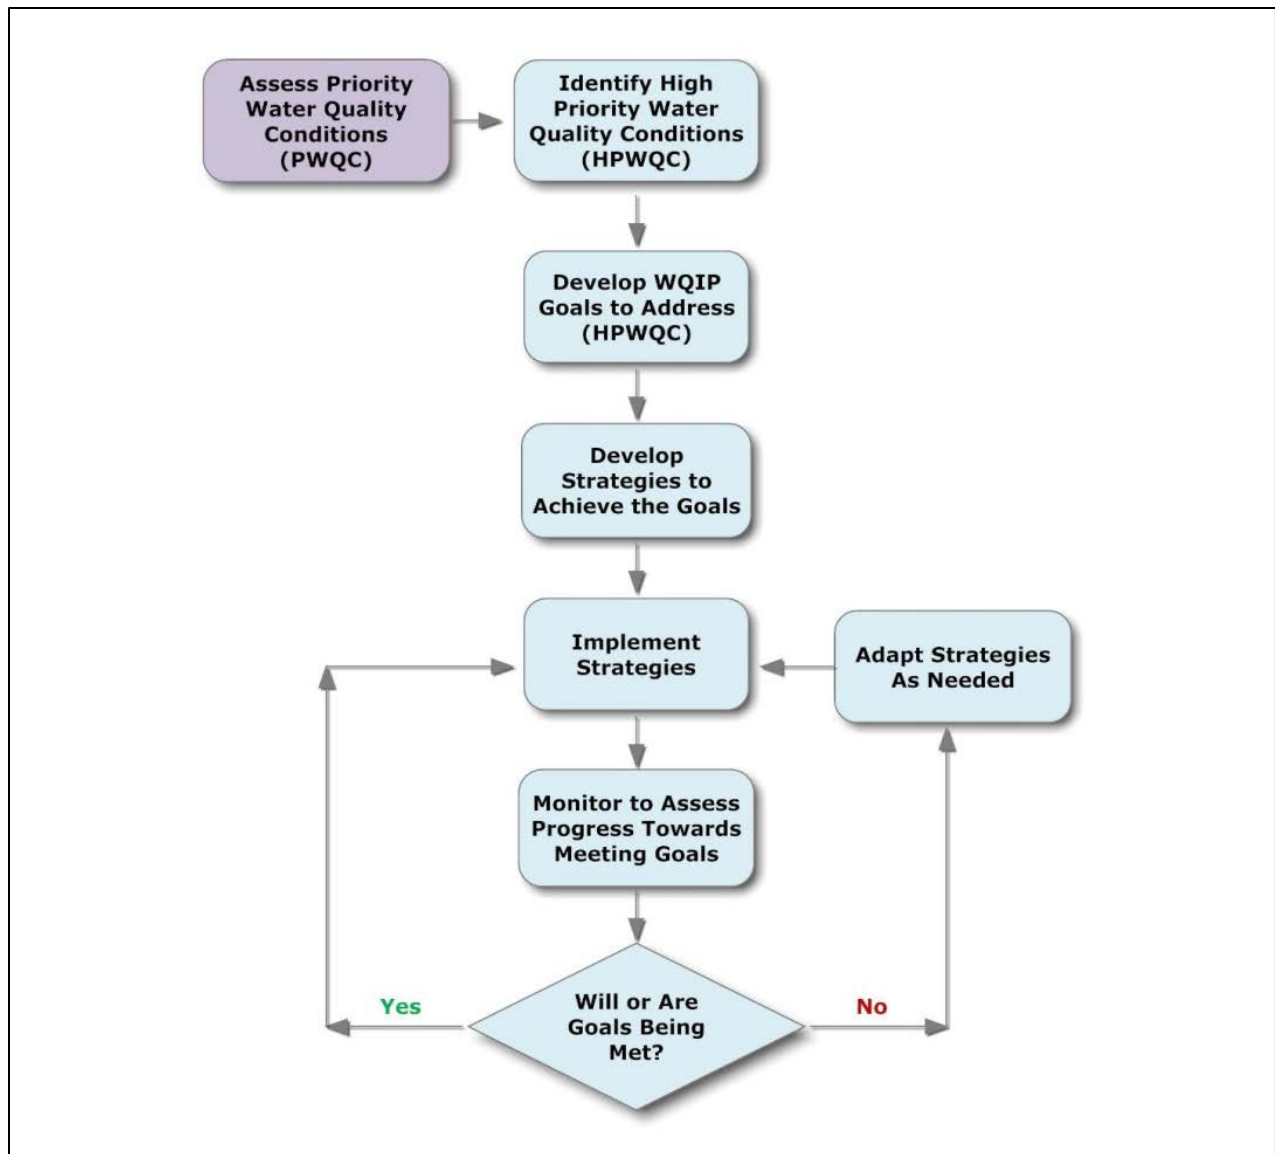 Assess Priority
Water Quality
Conditions
(PWQC)
Identify High
Priority Water
Quality Conditions
(HPWQC)
Develop WQIP
Goals to Address
(HPWQC)
Develop
Strategies to
Achieve the Goals
Implement
Strategies
Adapt Strategies
As Needed
Monitor to Assess
Progress Towards
Meeting Goals
Yes
Will or Are
Goals Being
Met?
No